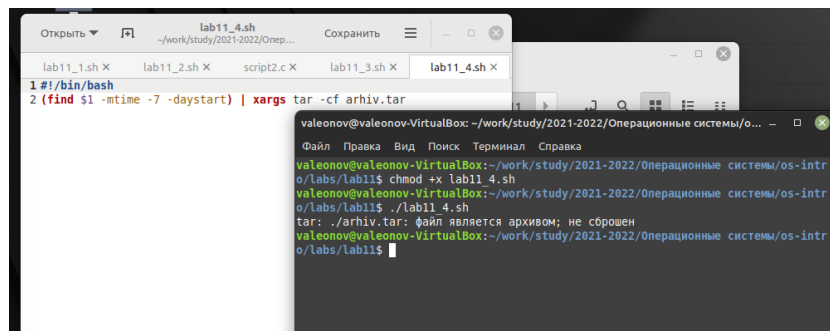 Открыть
lab11_4.sh
~/work/study/2021-2022/Опер...
Сохранить
lab11_1.sh ×
lab11_2.sh ×
script2.c ×
lab11_3.sh ×
lab11_4.sh ×
1 #!/bin/bash
2 (find $1 -mtime -7 -daystart) | xargs tar -cf arhiv.tar
valeonov@valeonov-VirtualBox: ~/work/study/2021-2022/Операционные системы/o...
Файл Правка Вид Поиск Терминал Справка
valeonov@valeonov-VirtualBox:~/work/study/2021-2022/Операционные системы/os-intr
o/labs/lab11$ chmod +x lab11_4.sh
valeonov@valeonov-VirtualBox:~/work/study/2021-2022/Операционные системы/os-intr
o/labs/lab11$ ./lab11_4.sh
tar: ./arhiv.tar: файл является архивом; не сброшен
valeonov@valeonov-VirtualBox:~/work/study/2021-2022/Операционные системы/os-intr
o/labs/lab11$